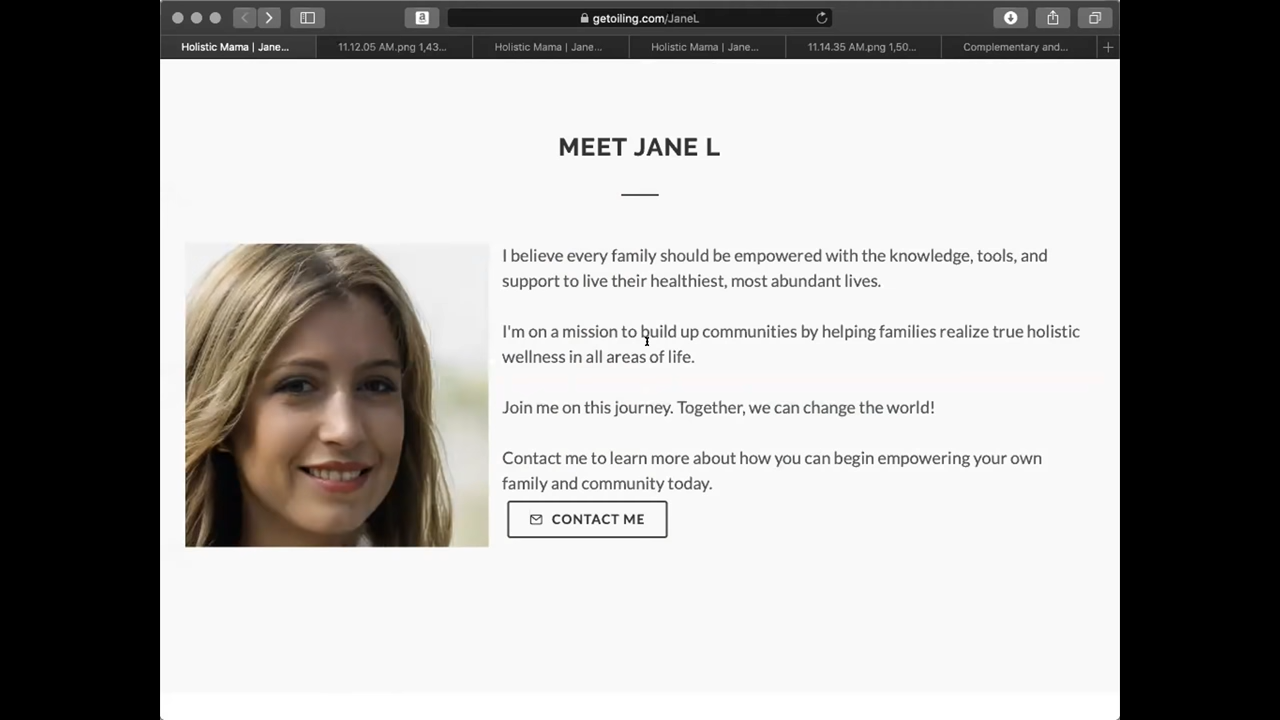 getoiling.com/JaneL
Holistic Mama | Jane...
11.12.05 AM.png 1,43...
Holistic Mama | Jane...
Holistic Mama | Jane...
11.14.35 AM.png 1,50...
Complementary and...
MEET JANE L
I believe every family should be empowered with the knowledge, tools, and
support to live their healthiest, most abundant lives.
I'm on a mission to build up communities by helping families realize true holistic
wellness in all areas of life.
Join me on this journey. Together, we can change the world!
Contact me to learn more about how you can begin empowering your own
family and community today.
CONTACT ME